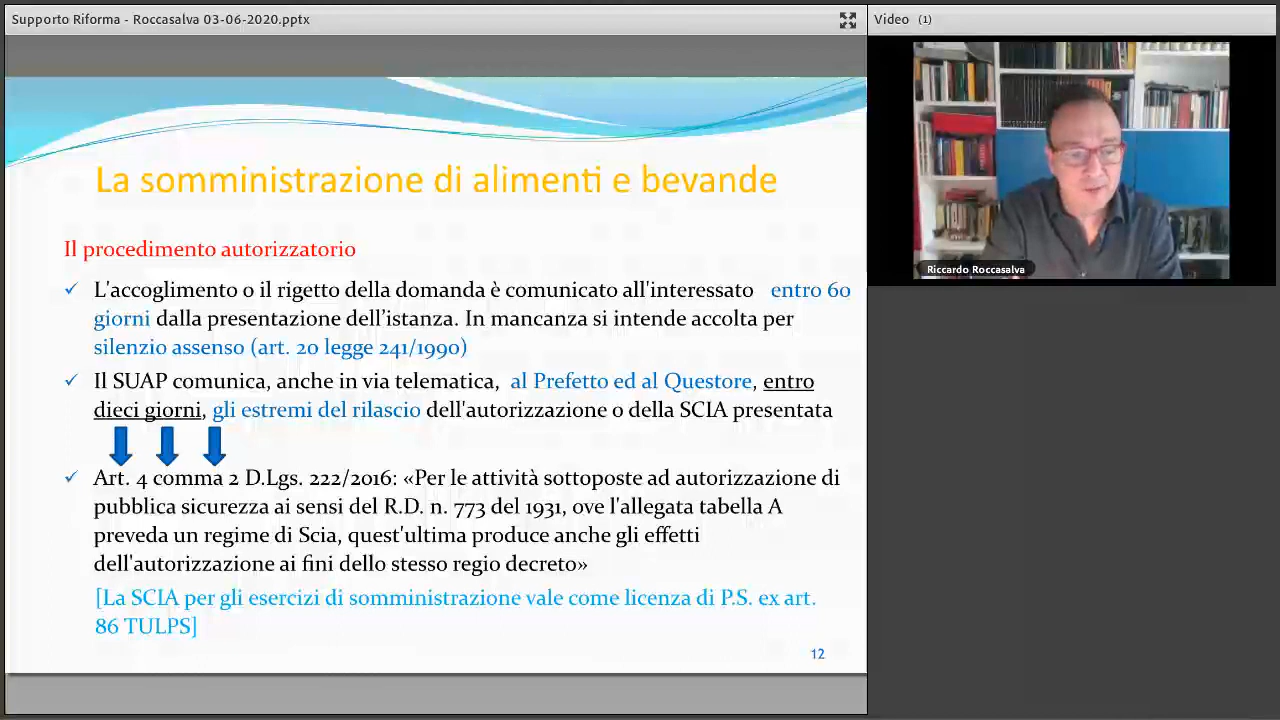 Supporto Riforma - Roccasalva 03-06-2020.pptx
Video (1)
La somministrazione di alimenti e bevande
Il procedimento autorizzatorio
L'accoglimento o il rigetto della domanda è comunicato all'interessato entro 60
giorni dalla presentazione dell’istanza. In mancanza si intende accolta per
silenzio assenso (art. 20 legge 241/1990)
Il SUAP comunica, anche in via telematica, al Prefetto ed al Questore, entro
dieci giorni, gli estremi del rilascio dell'autorizzazione o della SCIA presentata
Art. 4 comma 2 D.Lgs. 222/2016: «Per le attività sottoposte ad autorizzazione di
pubblica sicurezza ai sensi del R.D. n. 773 del 1931, ove l'allegata tabella A
preveda un regime di Scia, quest'ultima produce anche gli effetti
dell'autorizzazione ai fini dello stesso regio decreto»
[La SCIA per gli esercizi di somministrazione vale come licenza di P.S. ex art.
86 TULPS]
12
Riccardo Roccasalva